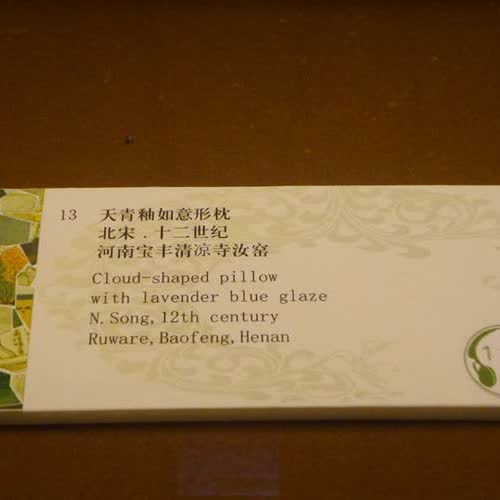 13 天青釉如意形枕
北宋.十二世纪
河南宝丰清凉寺汝窑
Cloud-shaped pillow
with lavender blue glaze
N.Song,12th century
Ruware,Baofeng,Henan